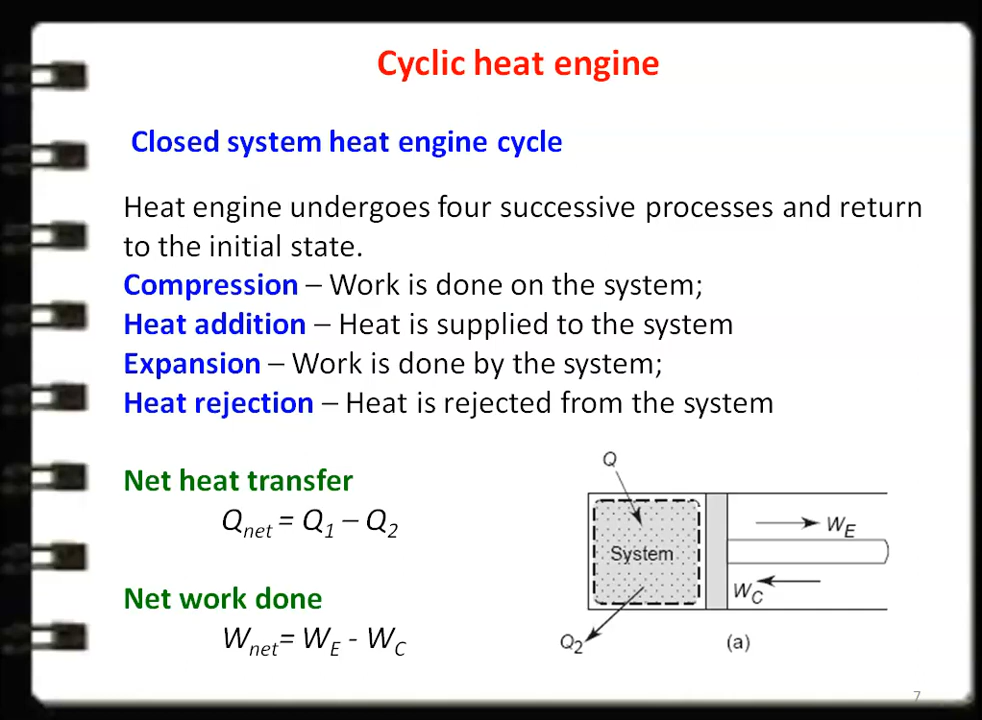 Cyclic heat engine
Closed system heat engine cycle
Heat engine undergoes four successive processes and return
to the initial state.
Compression – Work is done on the system;
Heat addition – Heat is supplied to the system
Expansion – Work is done by the system;
Heat rejection – Heat is rejected from the system
Net heat transfer
Qnet = Q1 – Q2
Net work done
Wnet= WE - WC
Q
System
WE
WC
Q2
(a)
7